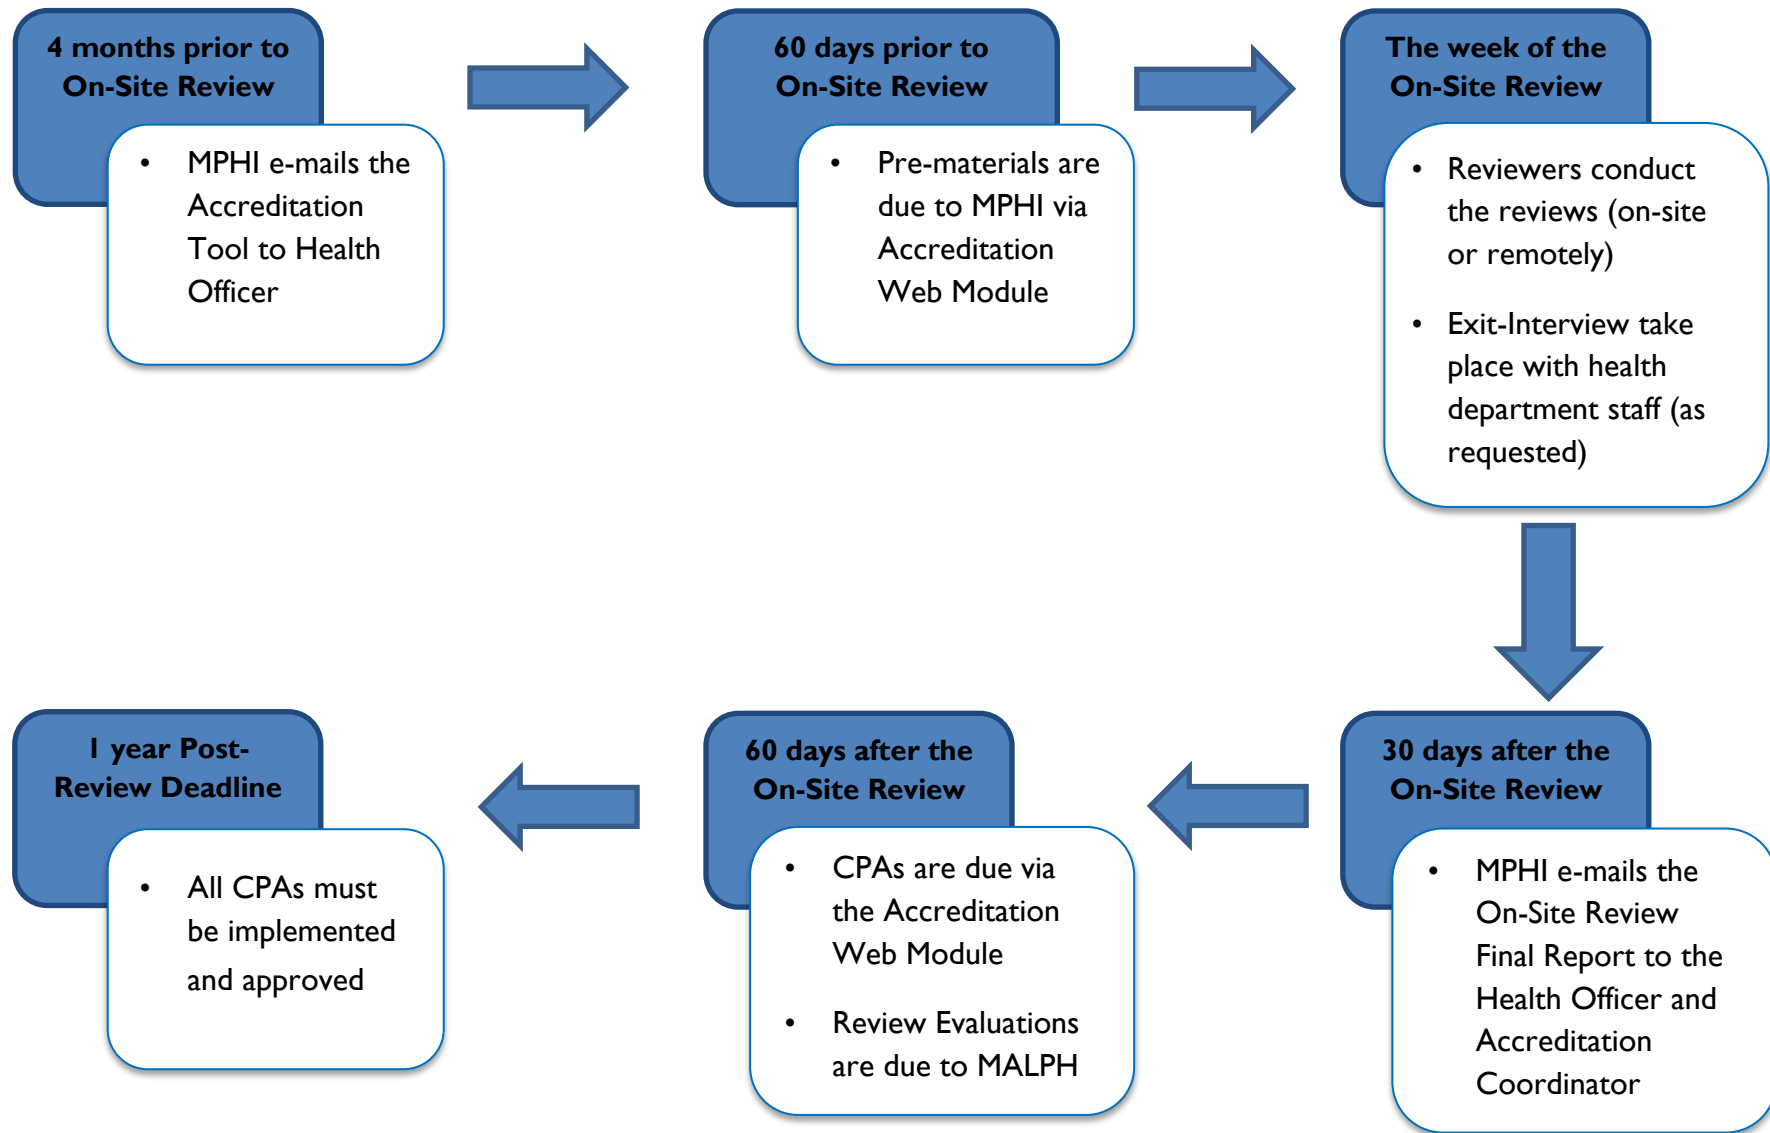 4 months prior to
On-Site Review
• MPHI e-mails the
Accreditation
Tool to Health
Officer
60 days prior to
On-Site Review
• Pre-materials are
due to MPHI via
Accreditation
Web Module
The week of the
On-Site Review
• Reviewers conduct
the reviews (on-site
or remotely)
• Exit-Interview take
place with health
department staff (as
requested)
30 days after the
On-Site Review
• MPHI e-mails the
On-Site Review
Final Report to the
Health Officer and
Accreditation
Coordinator
60 days after the
On-Site Review
• CPAs are due via
the Accreditation
Web Module
• Review Evaluations
are due to MALPH
1 year Post-
Review Deadline
• All CPAs must
be implemented
and approved